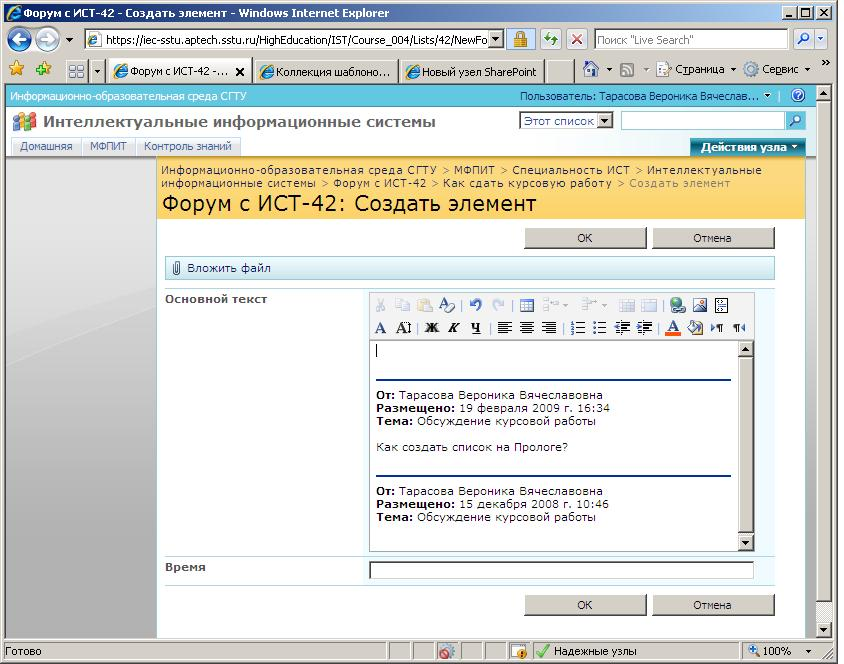 Форум с ИСТ-42 - Создать элемент - Windows Internet Explorer
https://iec-sstu.aptech.sstu.ru/HighEducation/IST/Course_004/Lists/42/NewFo
Поиск "Live Search"
Форум с ИСТ-42 -...
Коллекция шаблоно...
Новый узел SharePoint
Страница
Сервис
Информационно-образовательная среда СГТУ
Пользователь: Тарасова Вероника Вячеслав...
Интеллектуальные информационные системы
Этот список
Домашняя
МФПИТ
Контроль знаний
Действия узла
Информационно-образовательная среда СГТУ > МФПИТ > Специальность ИСТ > Интеллектуальные
информационные системы > Форум с ИСТ-42 > Как сдать курсовую работу > Создать элемент
Форум с ИСТ-42: Создать элемент
ОК
Отмена
Вложить файл
Основной текст
Ж К Ч
От: Тарасова Вероника Вячеславовна
Размещено: 19 февраля 2009 г. 16:34
Тема: Обсуждение курсовой работы
Как создать список на Прологе?
От: Тарасова Вероника Вячеславовна
Размещено: 15 декабря 2008 г. 10:46
Тема: Обсуждение курсовой работы
Время
ОК
Отмена
Готово
Надежные узлы
100%